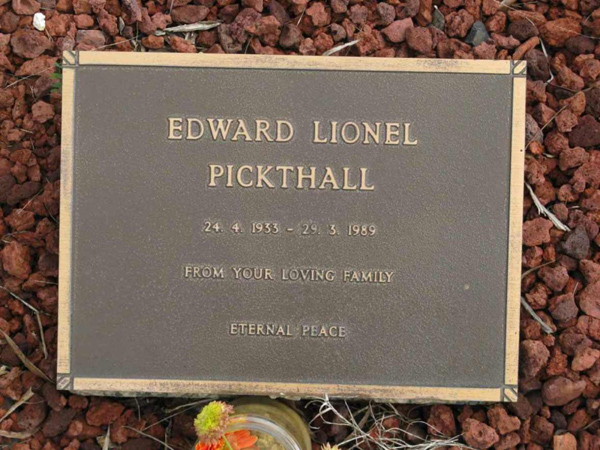 EDWARD LIONEL
PICKTHALL
24. 4. 1933 - 29. 3. 1989
FROM YOUR LOVING FAMILY
ETERNAL PEACE